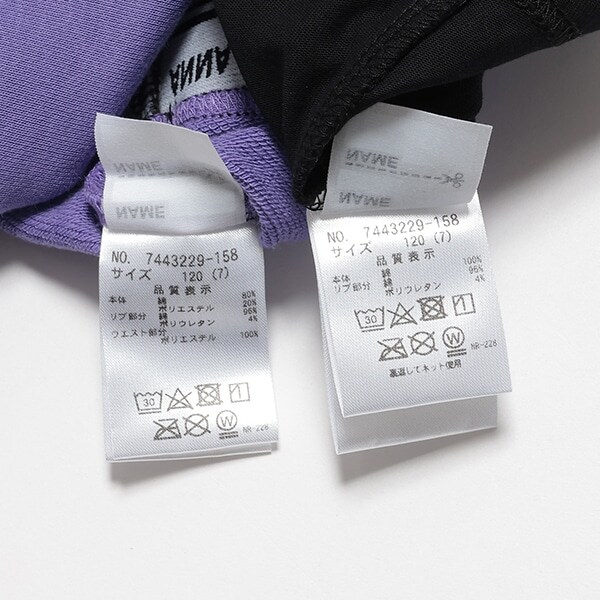 ANNA
NAME
NAME
NO. 7443229-158
サイズ 120 (7)
品質表示
本体 綿 80%
ポリエステル 20%
リブ部分 綿 96%
ポリウレタン 4%
ウエスト部分 ポリエステル 100%
30
W
NR-228
NAME
NAME
NO. 7443229-158
サイズ 120 (7)
品質表示
本体 綿 100%
リブ部分 綿 96%
ポリウレタン 4%
30
W
NR-228
裏返してネット使用